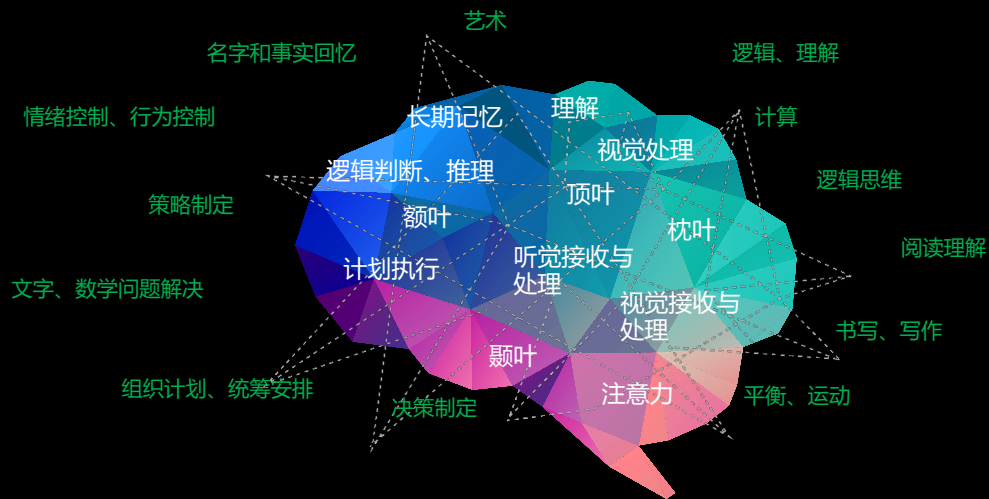 艺术
名字和事实回忆
逻辑、理解
情绪控制、行为控制
长期记忆
理解
计算
视觉处理
逻辑判断、推理
逻辑思维
策略制定
额叶
顶叶
枕叶
阅读理解
计划执行
听觉接收与
处理
文字、数学问题解决
视觉接收与
处理
书写、写作
颞叶
组织计划、统筹安排
注意力
平衡、运动
决策制定